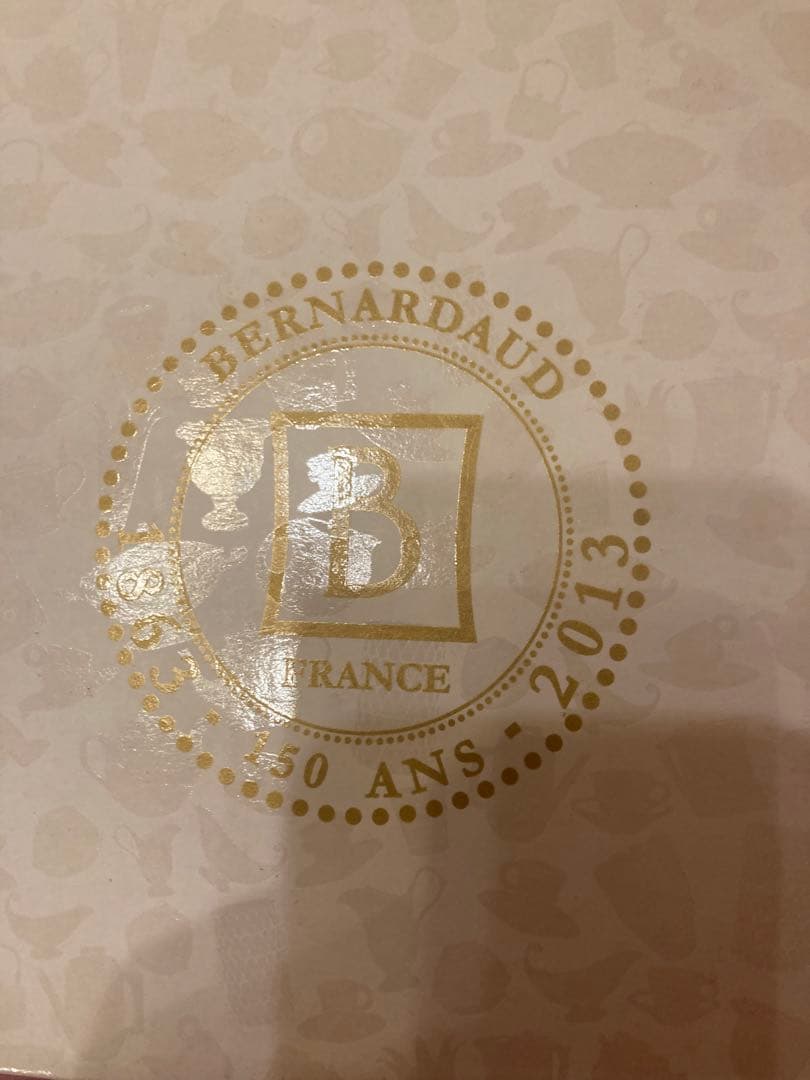 BERNARDAUD
B
FRANCE
1863 - 150 ANS - 2013